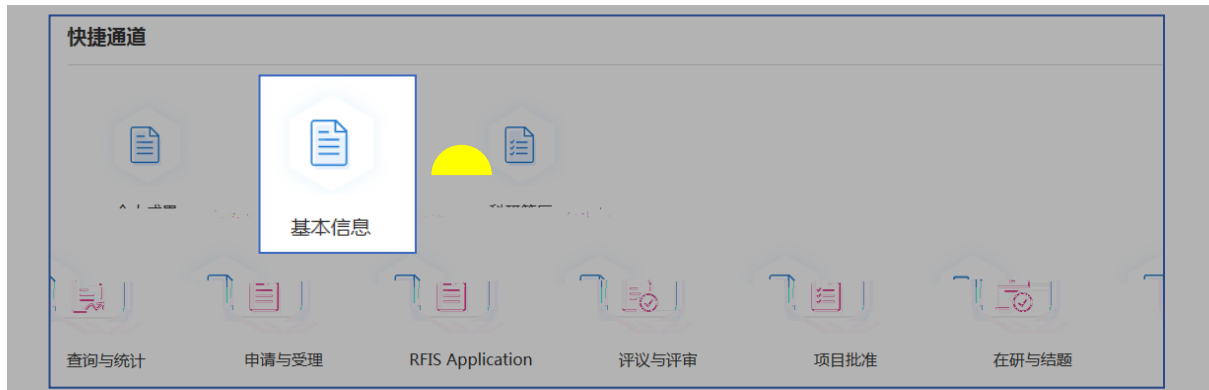 快捷通道
基本信息
查询与统计 申请与受理 RFIS Application 评议与评审 项目批准 在研与结题